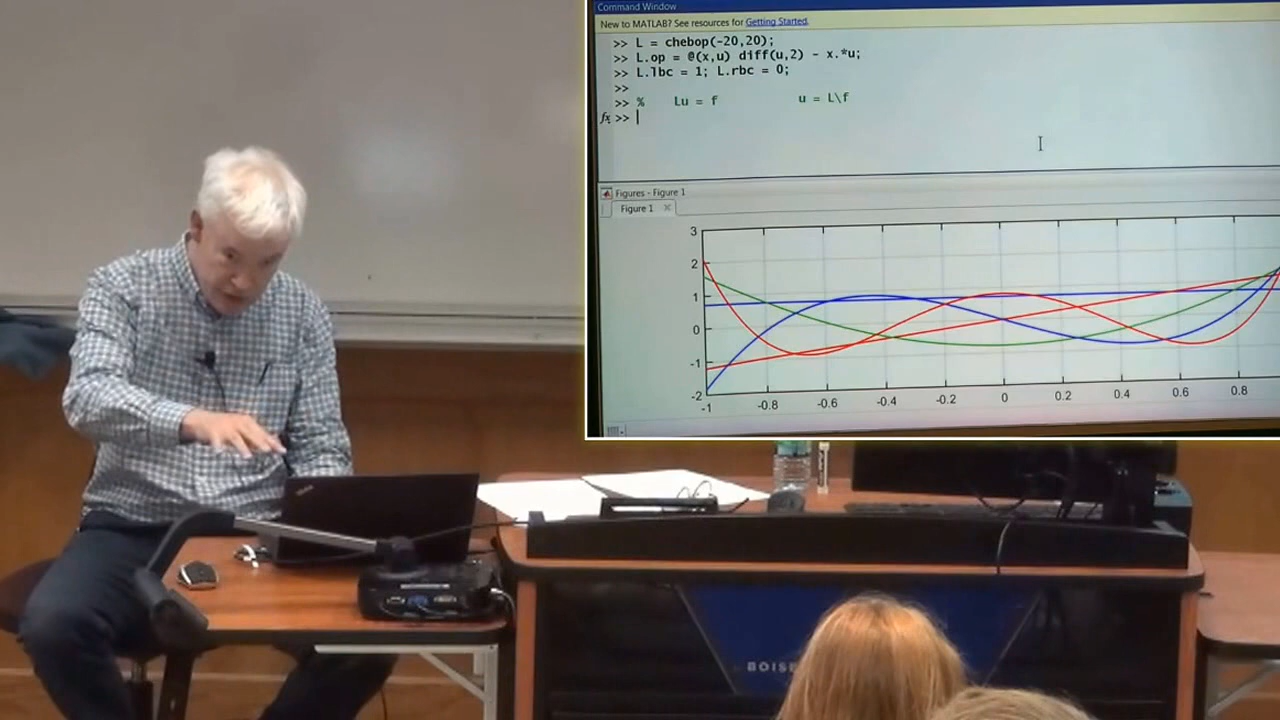 Command Window
New to MATLAB? See resources for Getting Started.
>> L = chebop(-20,20);
>> L.op = @(x,u) diff(u,2) - x.*u;
>> L.lbc = 1; L.rbc = 0;
>>
>> % Lu = f u = L\f
fx >>
Figures - Figure 1
Figure 1
3
2
1
0
-1
-2
-1 -0.8 -0.6 -0.4 -0.2 0 0.2 0.4 0.6 0.8
BOISE